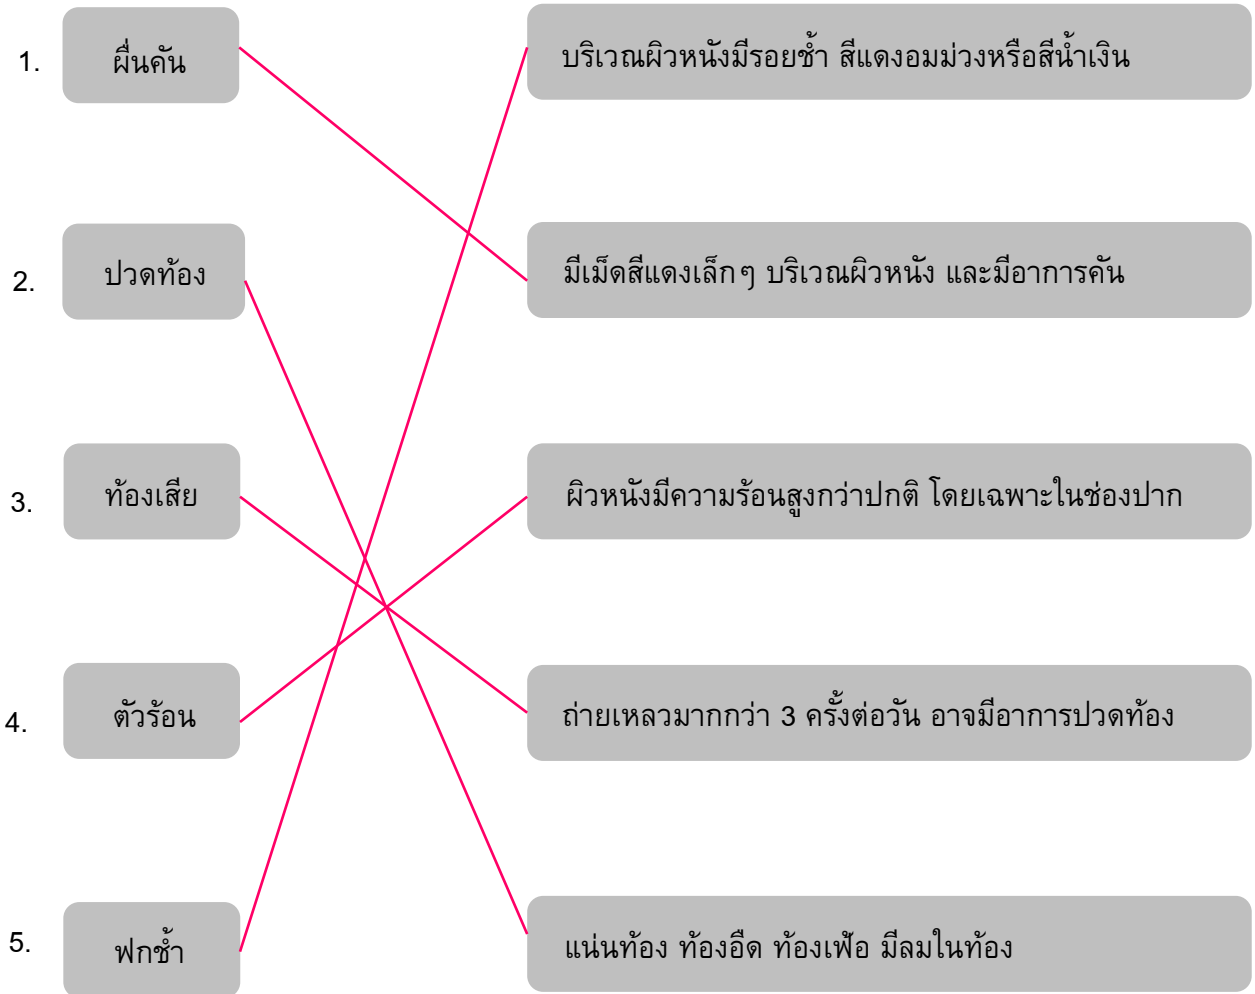 1. ผื่นคัน บริเวณผิวหนังมีรอยช้ำ สีแดงอมม่วงหรือสีน้ำเงิน
2. ปวดท้อง มีเม็ดสีแดงเล็กๆ บริเวณผิวหนัง และมีอาการคัน
3. ท้องเสีย ผิวหนังมีความร้อนสูงกว่าปกติ โดยเฉพาะในช่องปาก
4. ตัวร้อน ถ่ายเหลวมากกว่า 3 ครั้งต่อวัน อาจมีอาการปวดท้อง
5. ฟกช้ำ แน่นท้อง ท้องอืด ท้องเฟ้อ มีลมในท้อง